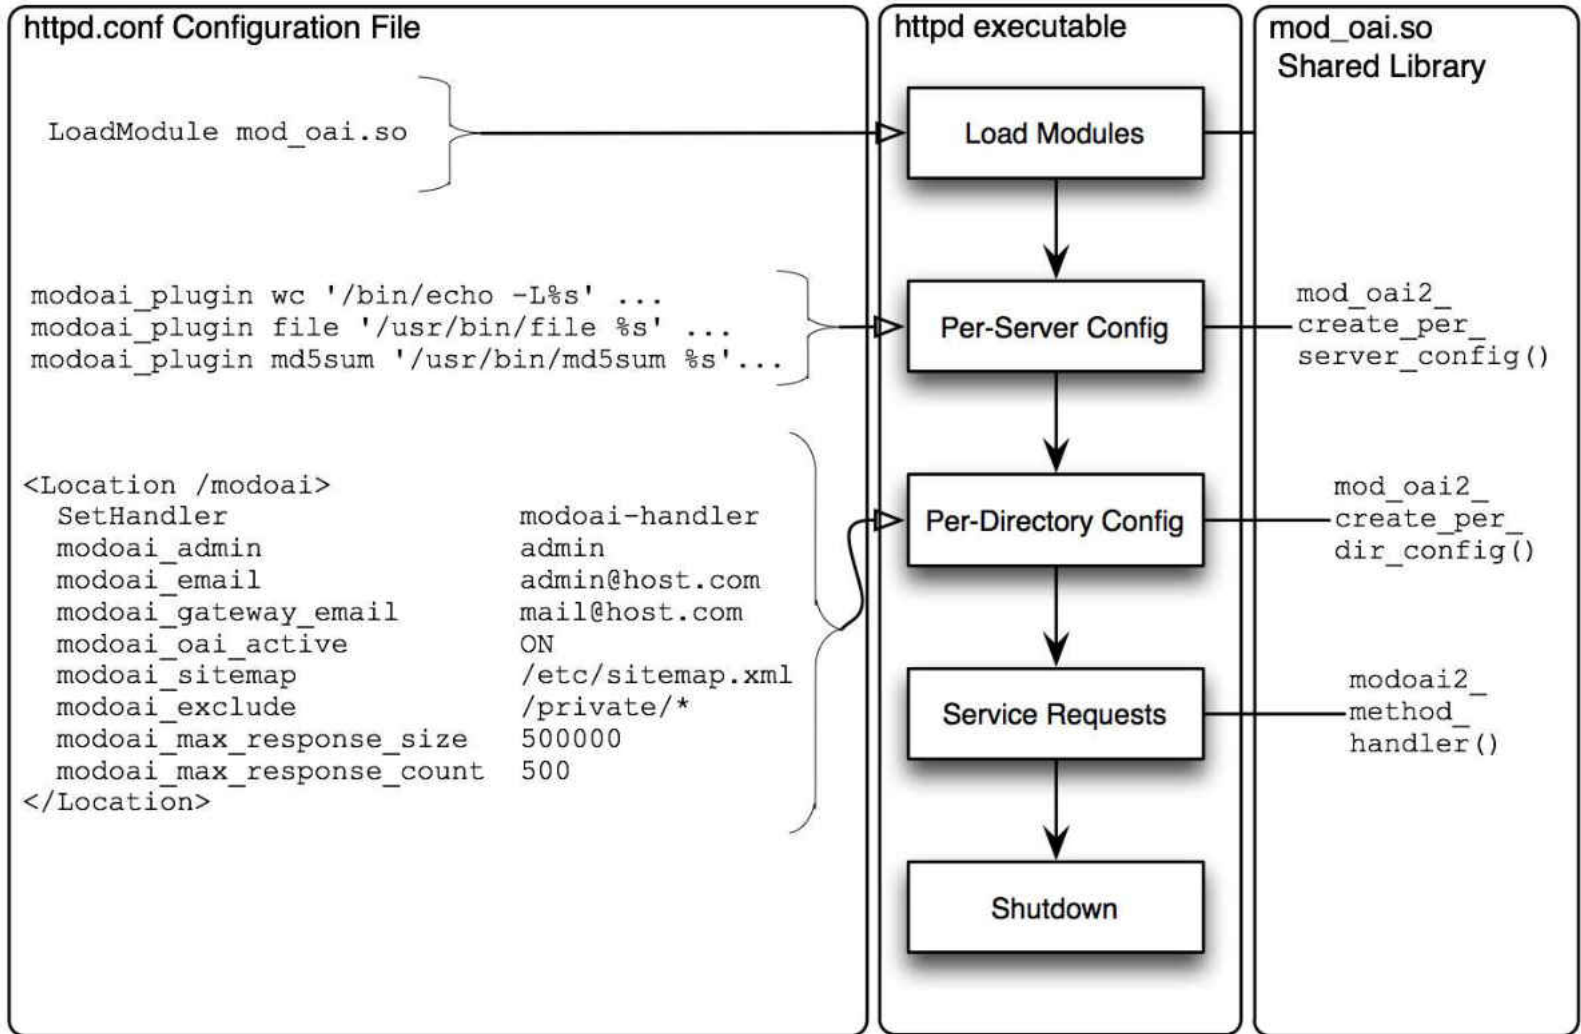 httpd.conf Configuration File
LoadModule mod_oai.so
modoai_plugin wc '/bin/echo -L%s' ...
modoai_plugin file '/usr/bin/file %s' ...
modoai_plugin md5sum '/usr/bin/md5sum %s'...
<Location /modoai>
SetHandler modoai-handler
modoai_admin admin
modoai_email admin@host.com
modoai_gateway_email mail@host.com
modoai_oai_active ON
modoai_sitemap /etc/sitemap.xml
modoai_exclude /private/*
modoai_max_response_size 500000
modoai_max_response_count 500
</Location>
httpd executable
Load Modules
Per-Server Config
Per-Directory Config
Service Requests
Shutdown
mod_oai.so
Shared Library
mod_oai2_
create_per_
server_config()
mod_oai2_
create_per_
dir_config()
modoai2_
method_
handler()